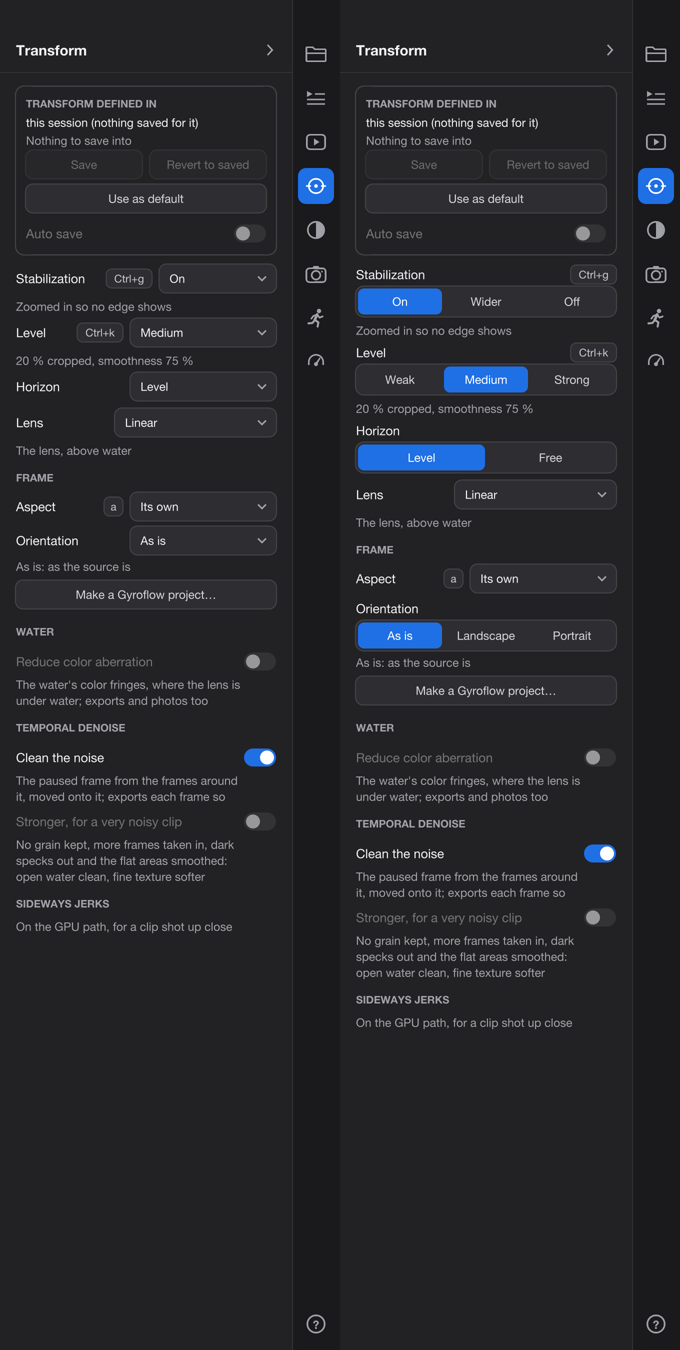 Transform
TRANSFORM DEFINED IN
this session (nothing saved for it)
Nothing to save into
Save
Revert to saved
Use as default
Auto save
Stabilization
Ctrl+g
On
Zoomed in so no edge shows
Level
Ctrl+k
Medium
20 % cropped, smoothness 75 %
Horizon
Level
Lens
Linear
The lens, above water
FRAME
Aspect
a
Its own
Orientation
As is
As is: as the source is
Make a Gyroflow project…
WATER
Reduce color aberration
The water's color fringes, where the lens is
under water; exports and photos too
TEMPORAL DENOISE
Clean the noise
The paused frame from the frames around
it, moved onto it; exports each frame so
Stronger, for a very noisy clip
No grain kept, more frames taken in, dark
specks out and the flat areas smoothed:
open water clean, fine texture softer
SIDEWAYS JERKS
On the GPU path, for a clip shot up close
?
Transform
TRANSFORM DEFINED IN
this session (nothing saved for it)
Nothing to save into
Save
Revert to saved
Use as default
Auto save
Stabilization
Ctrl+g
On
Wider
Off
Zoomed in so no edge shows
Level
Ctrl+k
Weak
Medium
Strong
20 % cropped, smoothness 75 %
Horizon
Level
Free
Lens
Linear
The lens, above water
FRAME
Aspect
a
Its own
Orientation
As is
Landscape
Portrait
As is: as the source is
Make a Gyroflow project…
WATER
Reduce color aberration
The water's color fringes, where the lens is
under water; exports and photos too
TEMPORAL DENOISE
Clean the noise
The paused frame from the frames around
it, moved onto it; exports each frame so
Stronger, for a very noisy clip
No grain kept, more frames taken in, dark
specks out and the flat areas smoothed:
open water clean, fine texture softer
SIDEWAYS JERKS
On the GPU path, for a clip shot up close
?